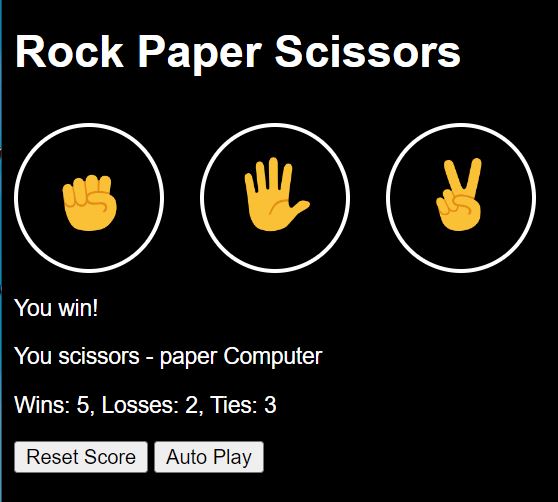 Rock Paper Scissors
You win!
You scissors - paper Computer
Wins: 5, Losses: 2, Ties: 3
Reset Score Auto Play